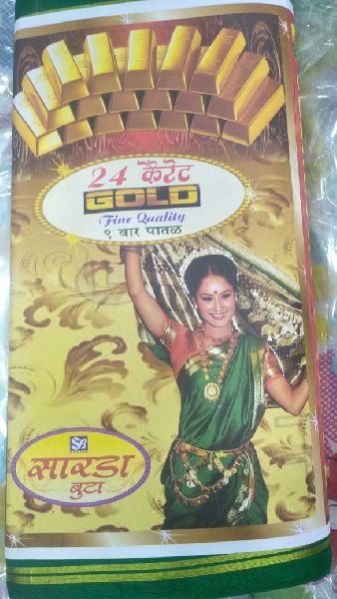 24 कॅरेट
GOLD
Fine Quality
९ वार पातळ
सारडा
बुटा